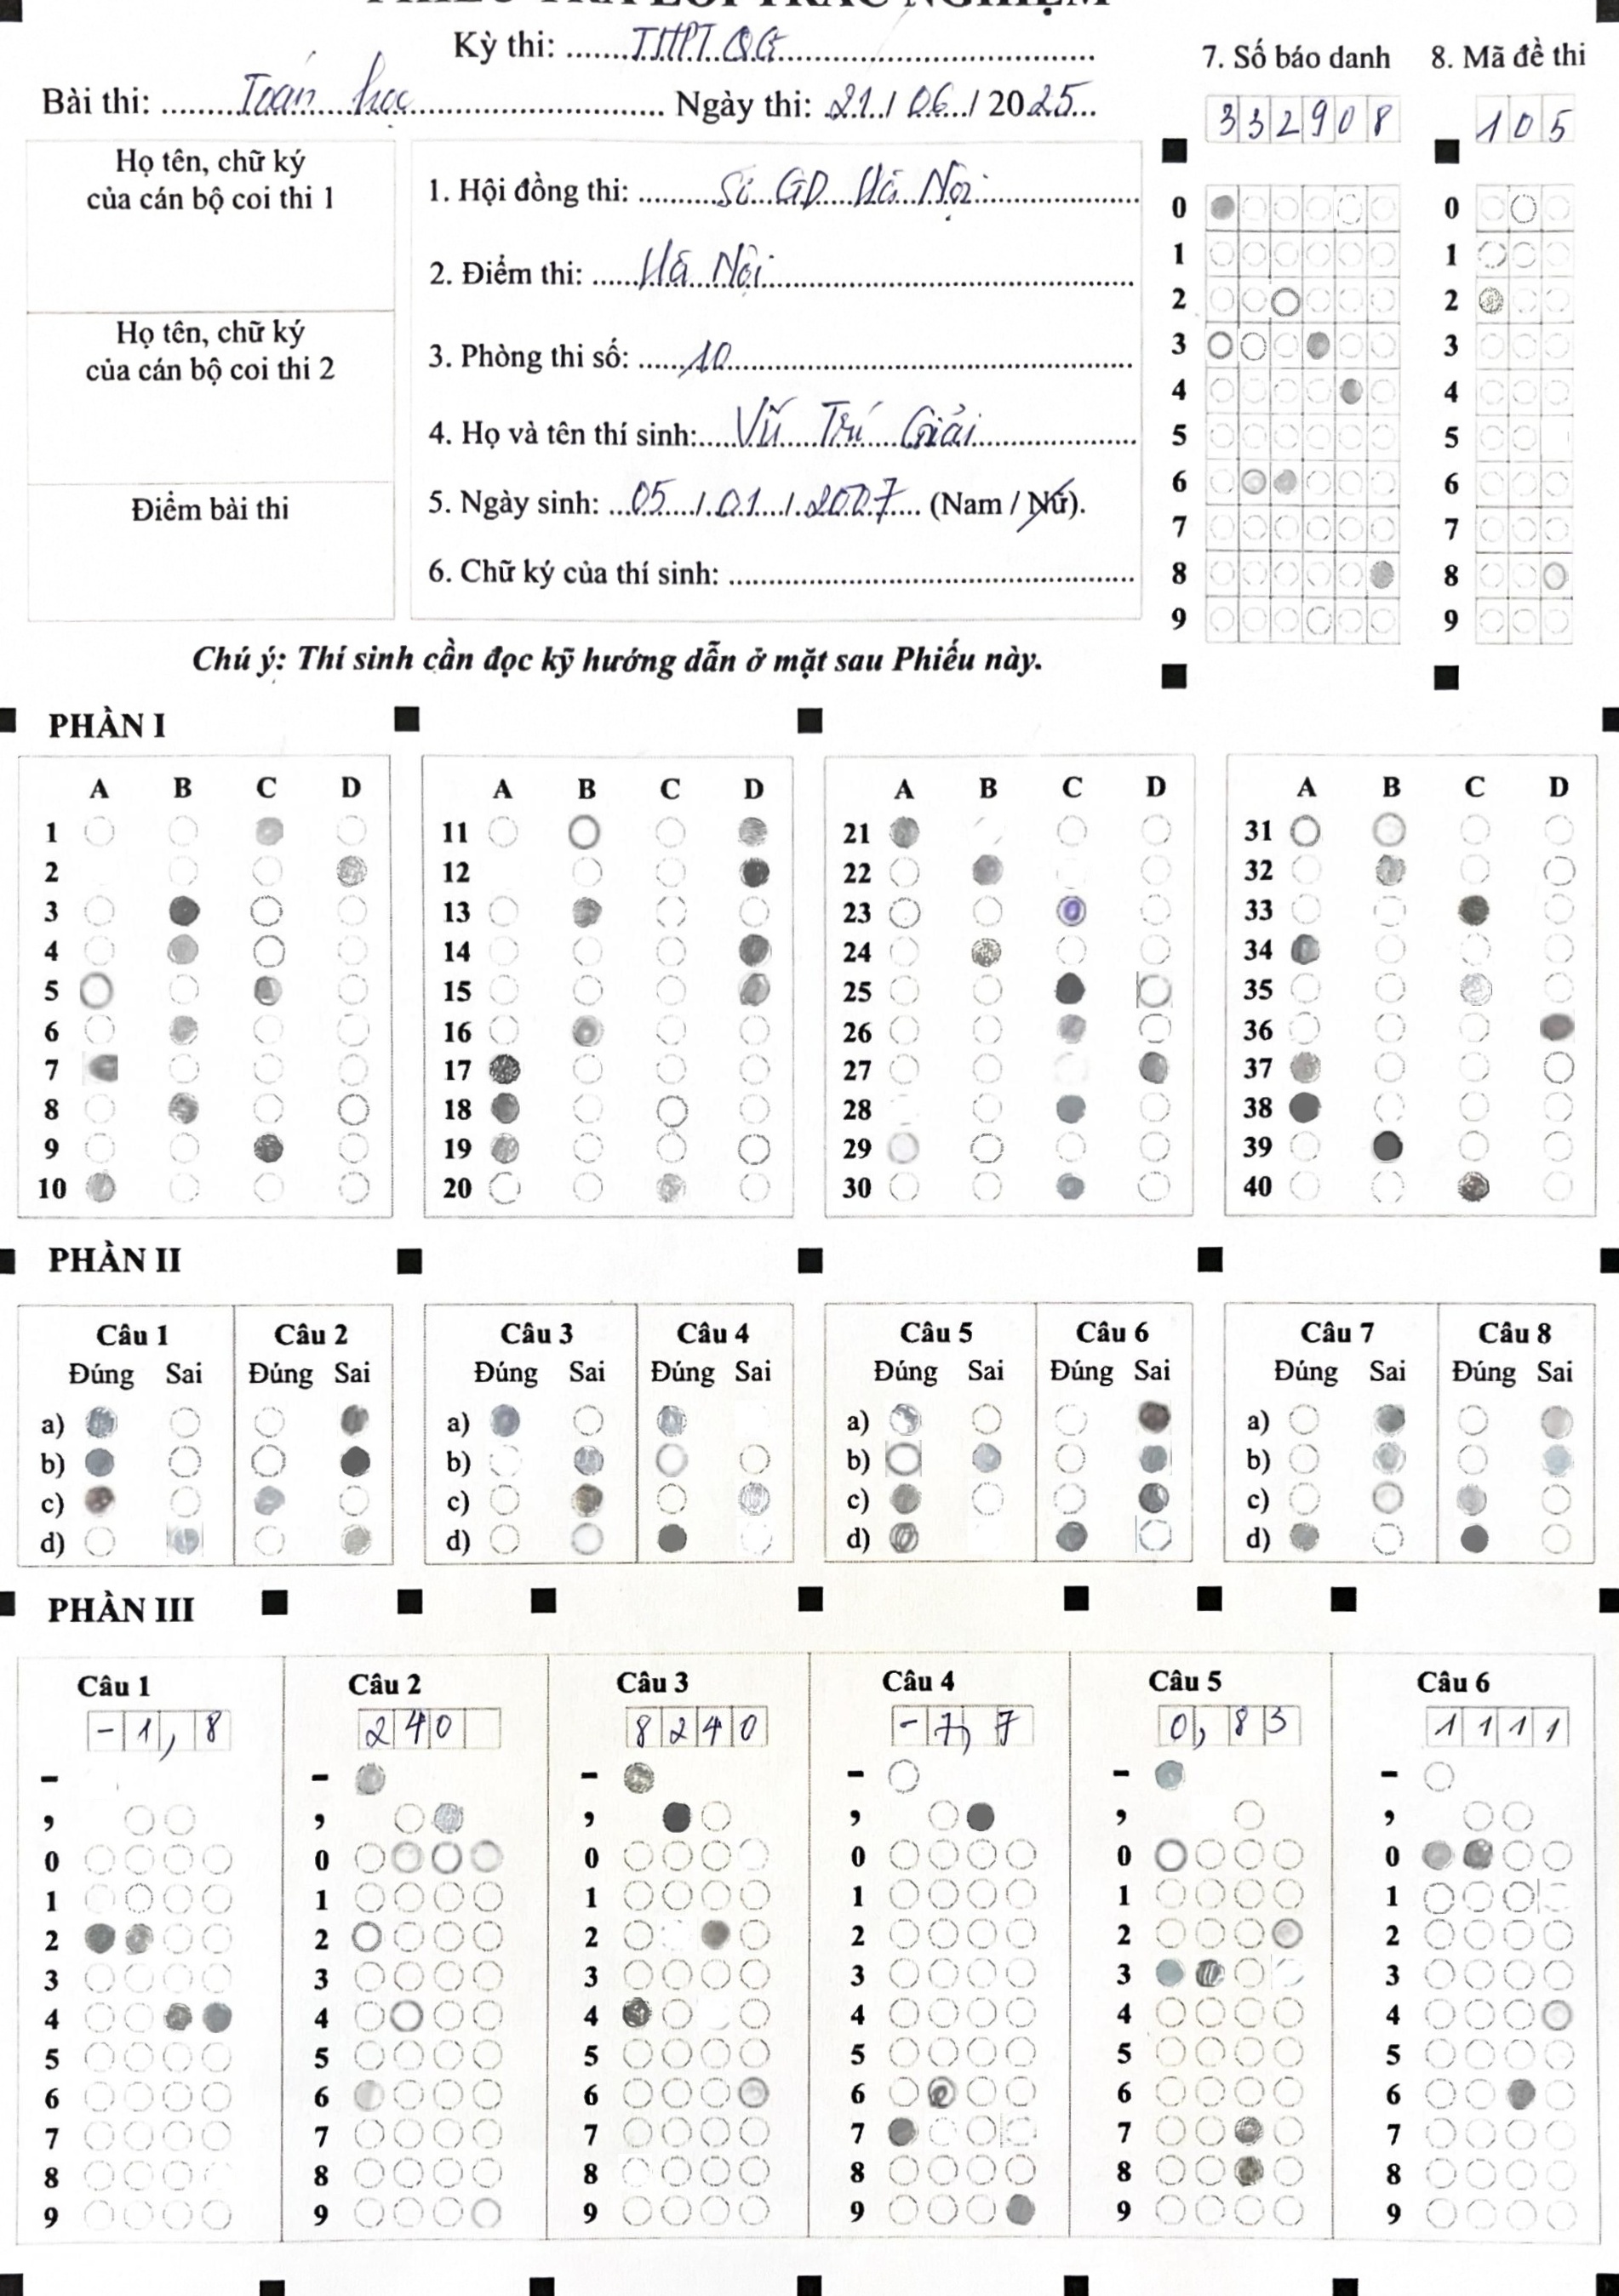 PHIẾU TRẢ LỜI TRẮC NGHIỆM
Kỳ thi: THPT QG
Bài thi: Toán học Ngày thi: 21 / 06 / 2025
Họ tên, chữ ký
của cán bộ coi thi 1
Họ tên, chữ ký
của cán bộ coi thi 2
Điểm bài thi
1. Hội đồng thi: Sở GD Hà Nội
2. Điểm thi: Hà Nội
3. Phòng thi số: 10
4. Họ và tên thí sinh: Vũ Trí Giải
5. Ngày sinh: 05 / 01 / 2007 (Nam / Nữ).
6. Chữ ký của thí sinh:
7. Số báo danh
332908
0
1
2
3
4
5
6
7
8
9
8. Mã đề thi
105
0
1
2
3
4
5
6
7
8
9
Chú ý: Thí sinh cần đọc kỹ hướng dẫn ở mặt sau Phiếu này.
PHẦN I
A B C D
1
2
3
4
5
6
7
8
9
10
A B C D
11
12
13
14
15
16
17
18
19
20
A B C D
21
22
23
24
25
26
27
28
29
30
A B C D
31
32
33
34
35
36
37
38
39
40
PHẦN II
Câu 1 Câu 2
Đúng Sai Đúng Sai
a)
b)
c)
d)
Câu 3 Câu 4
Đúng Sai Đúng Sai
a)
b)
c)
d)
Câu 5 Câu 6
Đúng Sai Đúng Sai
a)
b)
c)
d)
Câu 7 Câu 8
Đúng Sai Đúng Sai
a)
b)
c)
d)
PHẦN III
Câu 1
-1,8
-
,
0
1
2
3
4
5
6
7
8
9
Câu 2
240
-
,
0
1
2
3
4
5
6
7
8
9
Câu 3
8240
-
,
0
1
2
3
4
5
6
7
8
9
Câu 4
-7,7
-
,
0
1
2
3
4
5
6
7
8
9
Câu 5
0,83
-
,
0
1
2
3
4
5
6
7
8
9
Câu 6
1111
-
,
0
1
2
3
4
5
6
7
8
9